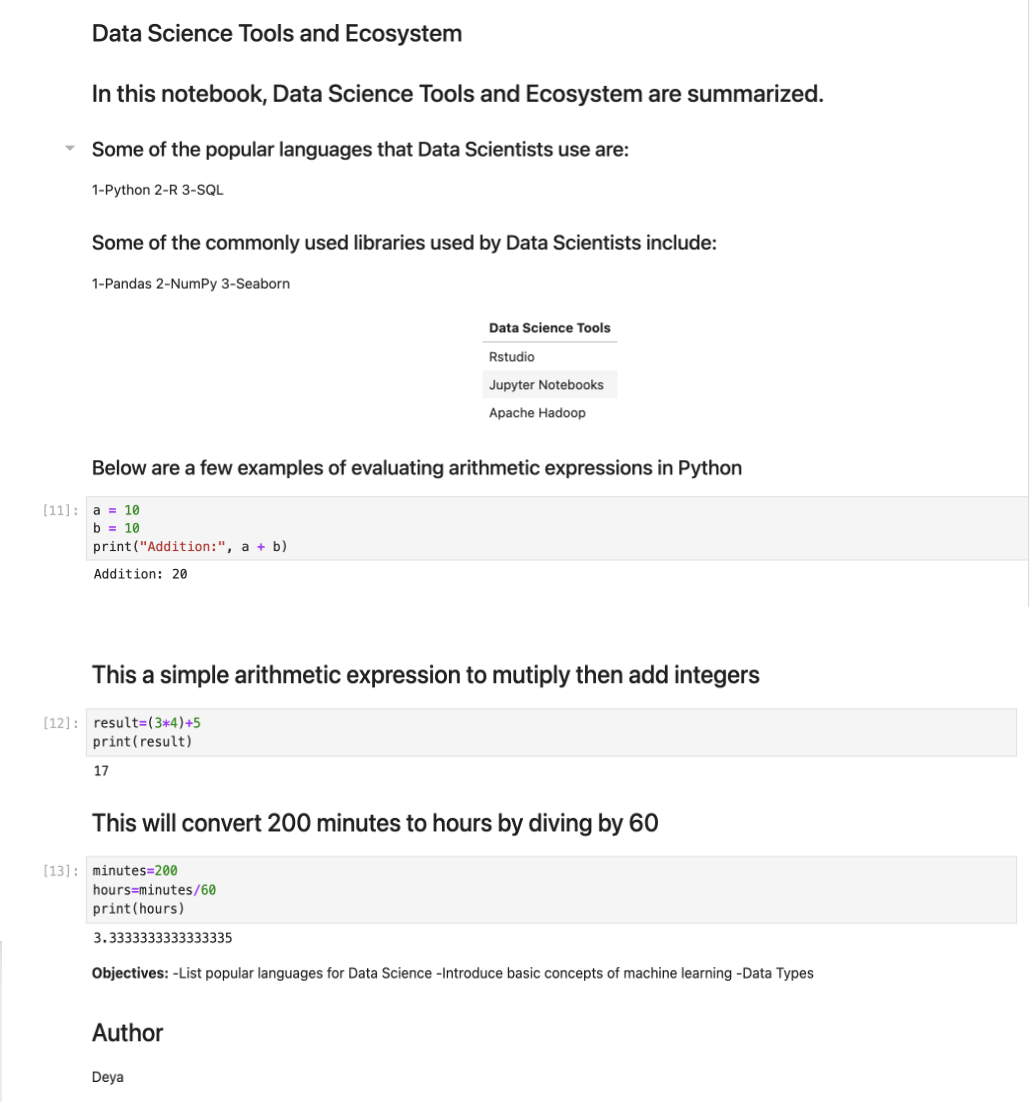 Data Science Tools and Ecosystem
In this notebook, Data Science Tools and Ecosystem are summarized.
Some of the popular languages that Data Scientists use are:
1-Python 2-R 3-SQL
Some of the commonly used libraries used by Data Scientists include:
1-Pandas 2-NumPy 3-Seaborn
Data Science Tools
Rstudio
Jupyter Notebooks
Apache Hadoop
Below are a few examples of evaluating arithmetic expressions in Python
[11]: a = 10
b = 10
print("Addition:", a + b)
Addition: 20
This a simple arithmetic expression to mutiply then add integers
[12]: result=(3*4)+5
print(result)
17
This will convert 200 minutes to hours by diving by 60
[13]: minutes=200
hours=minutes/60
print(hours)
3.3333333333333335
Objectives: -List popular languages for Data Science -Introduce basic concepts of machine learning -Data Types
Author
Deya